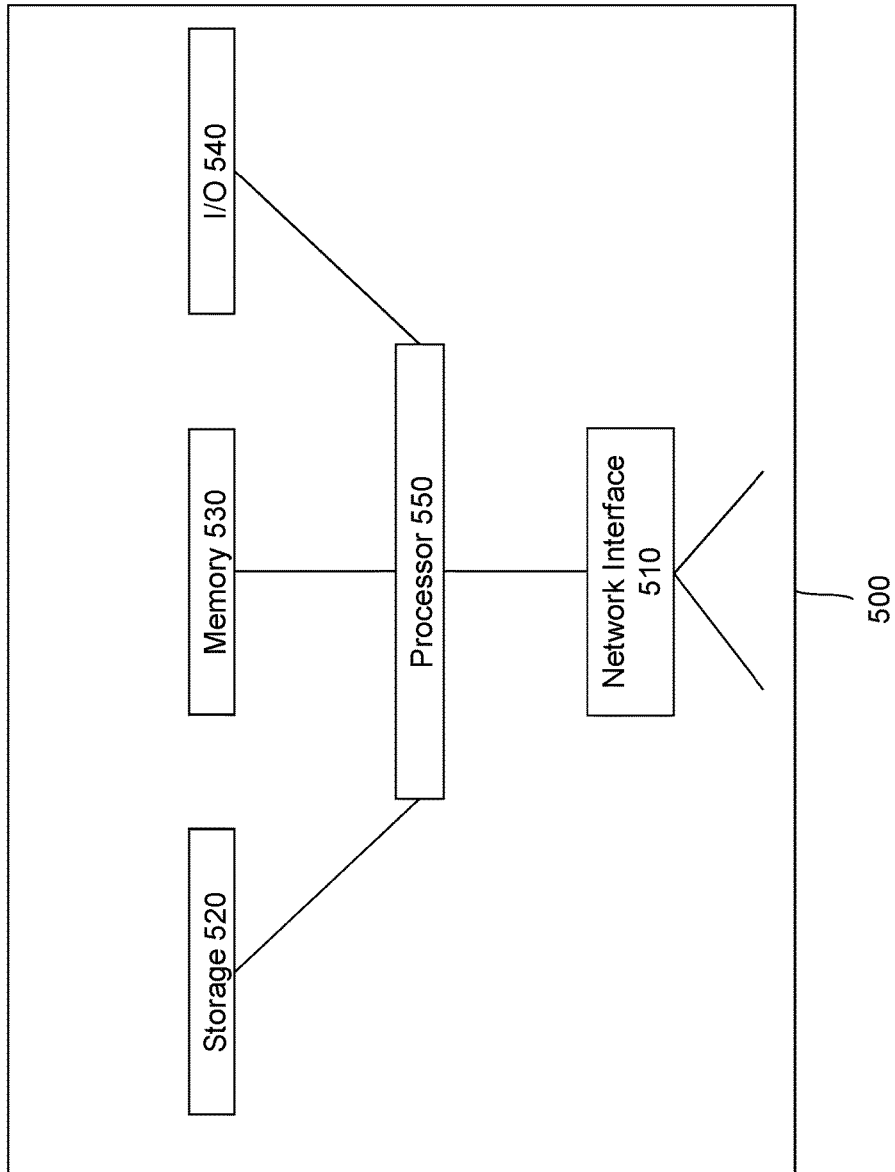 Storage 520
Memory 530
I/O 540
Processor 550
Network Interface
510
500